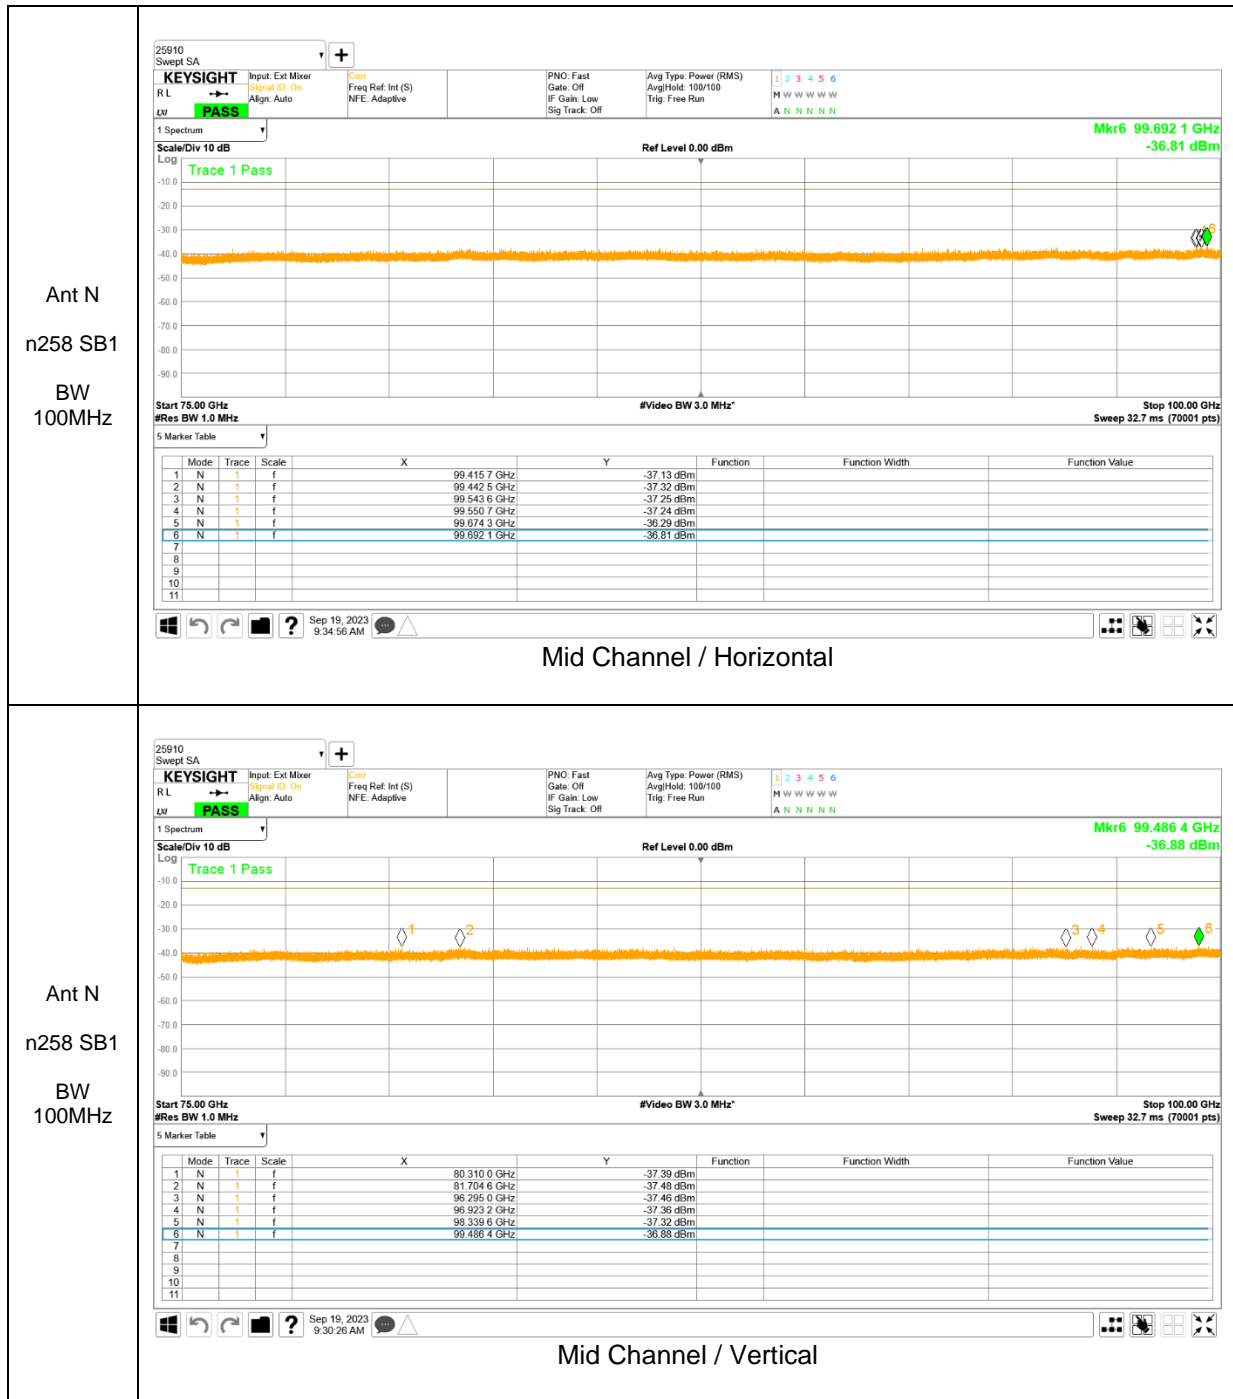 Ant N
n258 SB1
BW
100MHz
25910
Swept SA
KEYSIGHT
RL
PASS
Input: Ext Mixer
Signal ID: On
Align: Auto
Corr
Freq Ref: Int (S)
NFE: Adaptive
PNO: Fast
Gate: Off
IF Gain: Low
Sig Track: Off
Avg Type: Power (RMS)
Avg|Hold: 100/100
Trig: Free Run
1 2 3 4 5 6
M W W W W W
A N N N N N
1 Spectrum
Mkr6 99.692 1 GHz
Scale/Div 10 dB Ref Level 0.00 dBm -36.81 dBm
Log
Trace 1 Pass
-10.0
-20.0
-30.0
6
-40.0
-50.0
-60.0
-70.0
-80.0
-90.0
Start 75.00 GHz #Video BW 3.0 MHz* Stop 100.00 GHz
#Res BW 1.0 MHz Sweep 32.7 ms (70001 pts)
5 Marker Table
Mode Trace Scale X Y Function Function Width Function Value
1 N 1 f 99.415 7 GHz -37.13 dBm
2 N 1 f 99.442 5 GHz -37.32 dBm
3 N 1 f 99.543 6 GHz -37.25 dBm
4 N 1 f 99.550 7 GHz -37.24 dBm
5 N 1 f 99.674 3 GHz -36.29 dBm
6 N 1 f 99.692 1 GHz -36.81 dBm
7
8
9
10
11
? Sep 19, 2023
9:34:56 AM
Mid Channel / Horizontal
Ant N
n258 SB1
BW
100MHz
25910
Swept SA
KEYSIGHT
RL
PASS
Input: Ext Mixer
Signal ID: On
Align: Auto
Corr
Freq Ref: Int (S)
NFE: Adaptive
PNO: Fast
Gate: Off
IF Gain: Low
Sig Track: Off
Avg Type: Power (RMS)
Avg|Hold: 100/100
Trig: Free Run
1 2 3 4 5 6
M W W W W W
A N N N N N
1 Spectrum
Mkr6 99.486 4 GHz
Scale/Div 10 dB Ref Level 0.00 dBm -36.88 dBm
Log
Trace 1 Pass
-10.0
-20.0
-30.0
1 2 3 4 5 6
-40.0
-50.0
-60.0
-70.0
-80.0
-90.0
Start 75.00 GHz #Video BW 3.0 MHz* Stop 100.00 GHz
#Res BW 1.0 MHz Sweep 32.7 ms (70001 pts)
5 Marker Table
Mode Trace Scale X Y Function Function Width Function Value
1 N 1 f 80.310 0 GHz -37.39 dBm
2 N 1 f 81.704 6 GHz -37.48 dBm
3 N 1 f 96.295 0 GHz -37.46 dBm
4 N 1 f 96.923 2 GHz -37.36 dBm
5 N 1 f 98.339 6 GHz -37.32 dBm
6 N 1 f 99.486 4 GHz -36.88 dBm
7
8
9
10
11
? Sep 19, 2023
9:30:26 AM
Mid Channel / Vertical